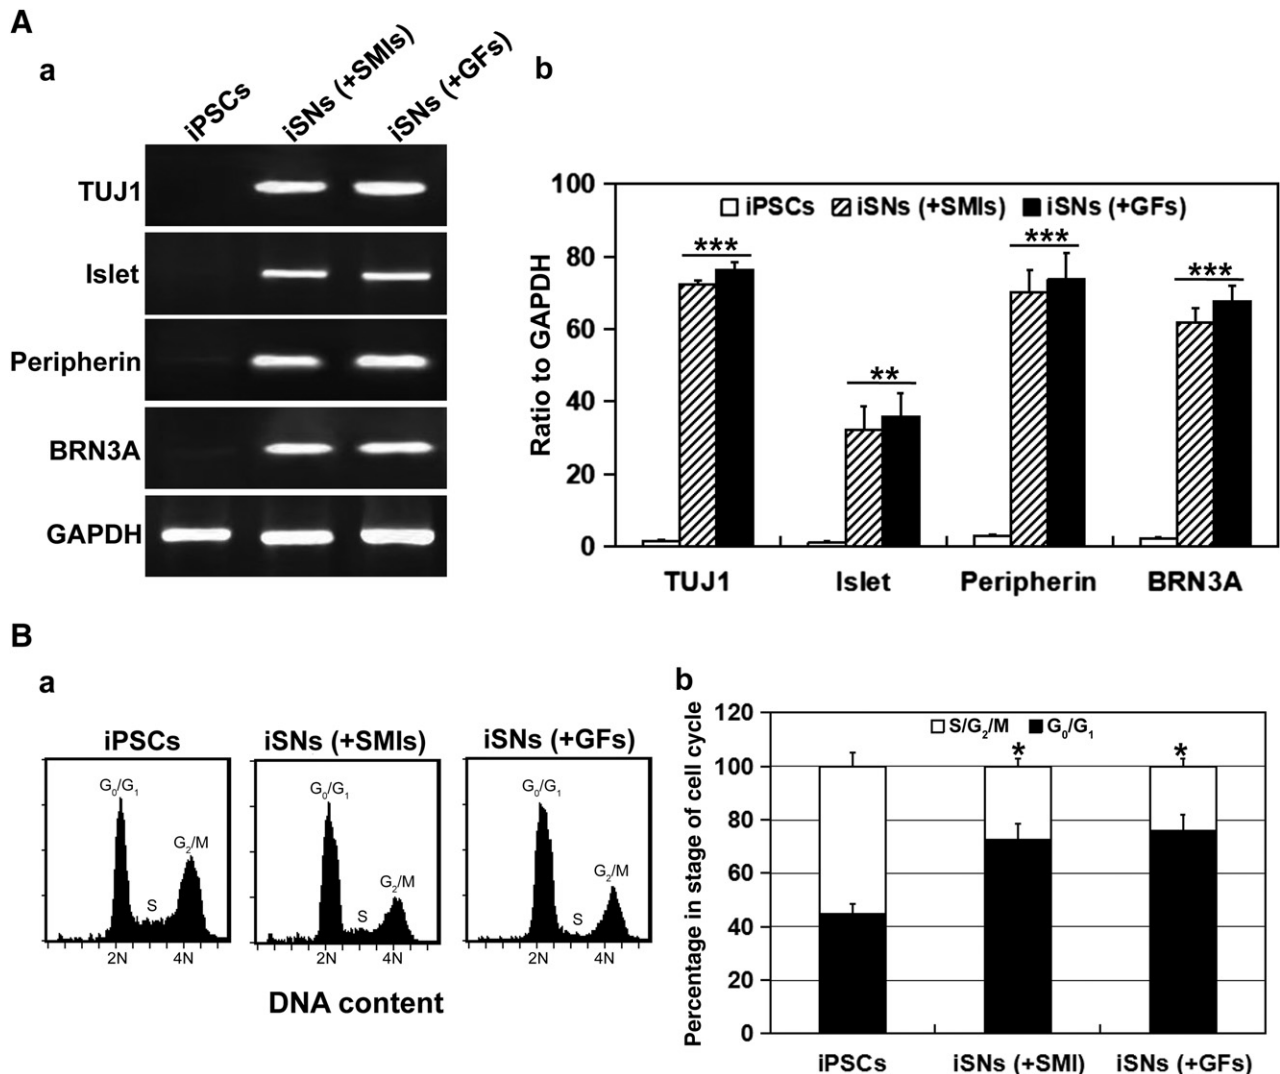 A
a
iPSCs
iSNs (+SMIs)
iSNs (+GFs)
TUJ1
Islet
Peripherin
BRN3A
GAPDH
b
Ratio to GAPDH
100
80
60
40
20
0
iPSCs iSNs (+SMIs) iSNs (+GFs)
***
**
***
***
TUJ1 Islet Peripherin BRN3A
B
a
iPSCs
G0/G1
S
G2/M
2N 4N
iSNs (+SMIs)
G0/G1
S
G2/M
2N 4N
iSNs (+GFs)
G0/G1
S
G2/M
2N 4N
DNA content
b
Percentage in stage of cell cycle
120
100
80
60
40
20
0
S/G2/M G0/G1
*
*
iPSCs iSNs (+SMI) iSNs (+GFs)